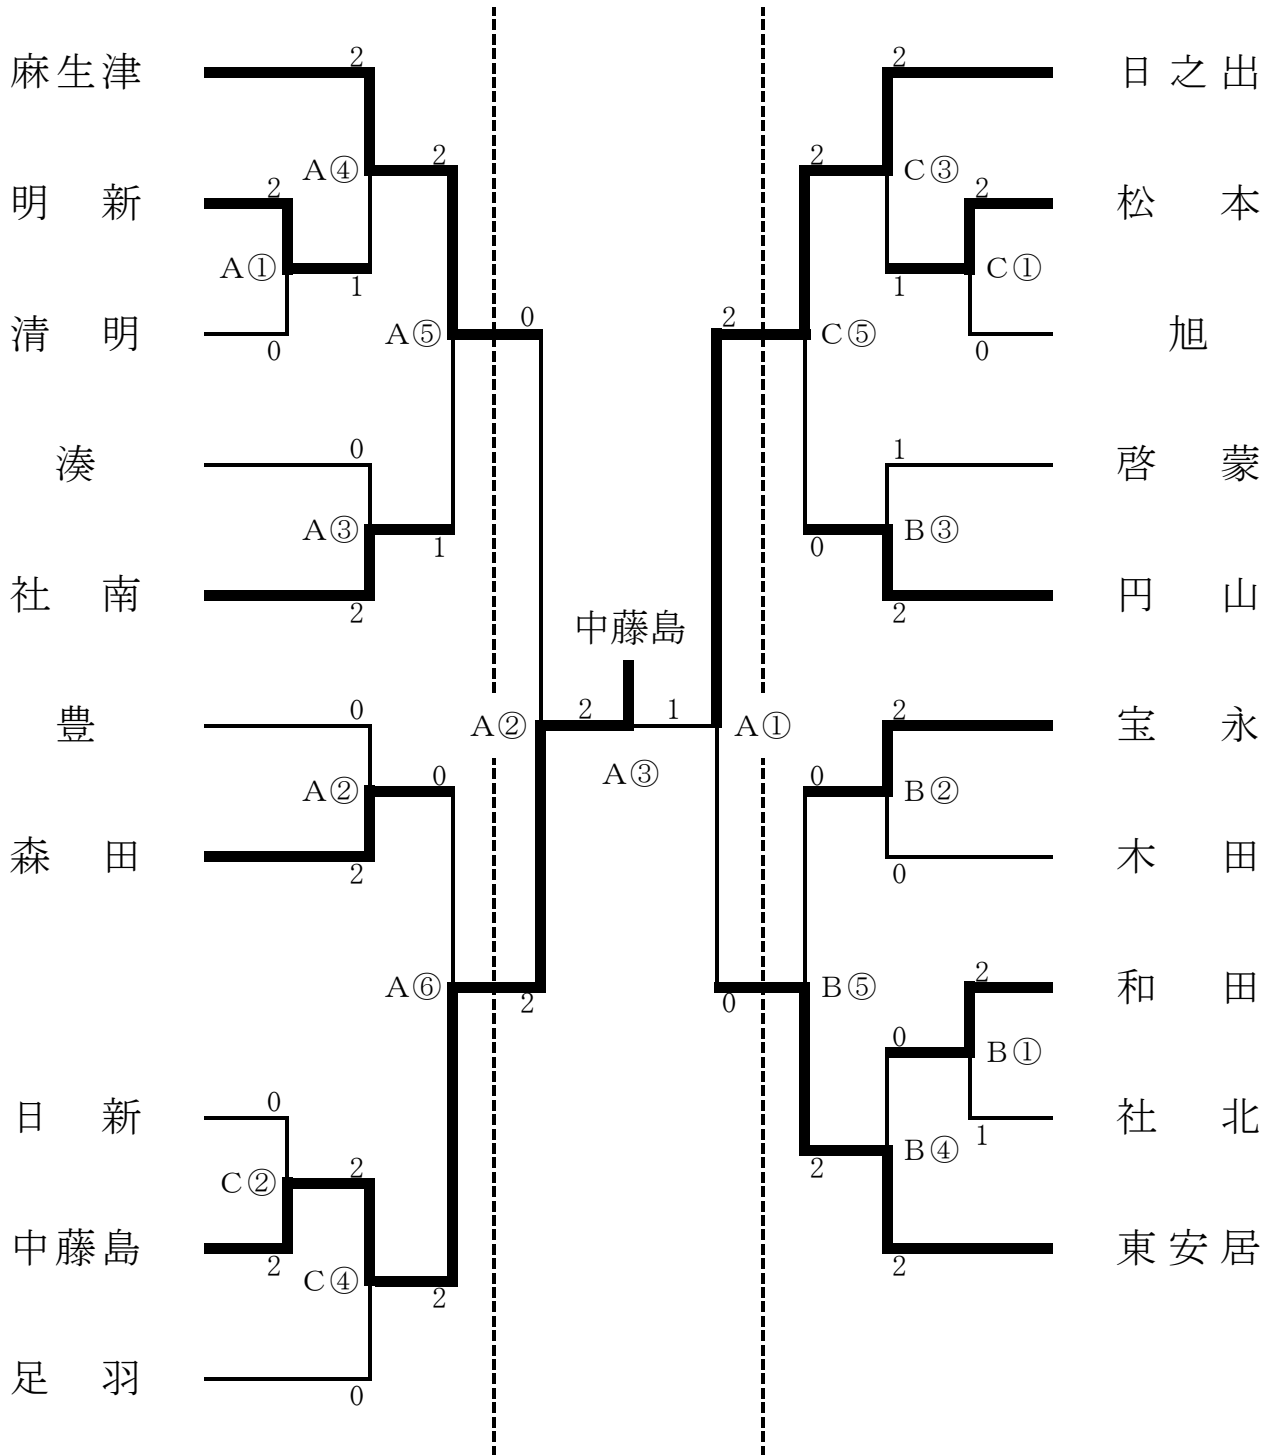 麻生津
2
A④
2
明新
2
A①
1
清明
0
A⑤
0
湊
0
A③
1
社南
2
豊
0
A②
0
森田
2
A⑥
2
日新
0
C②
2
中藤島
2
C④
2
足羽
0
中藤島
A②
2
1
A①
A③
日之出
2
2
C③
松本
2
C①
1
旭
0
2
C⑤
啓蒙
1
B③
0
円山
2
宝永
2
B②
0
木田
0
和田
2
B①
0
B⑤
0
社北
1
B④
2
東安居
2